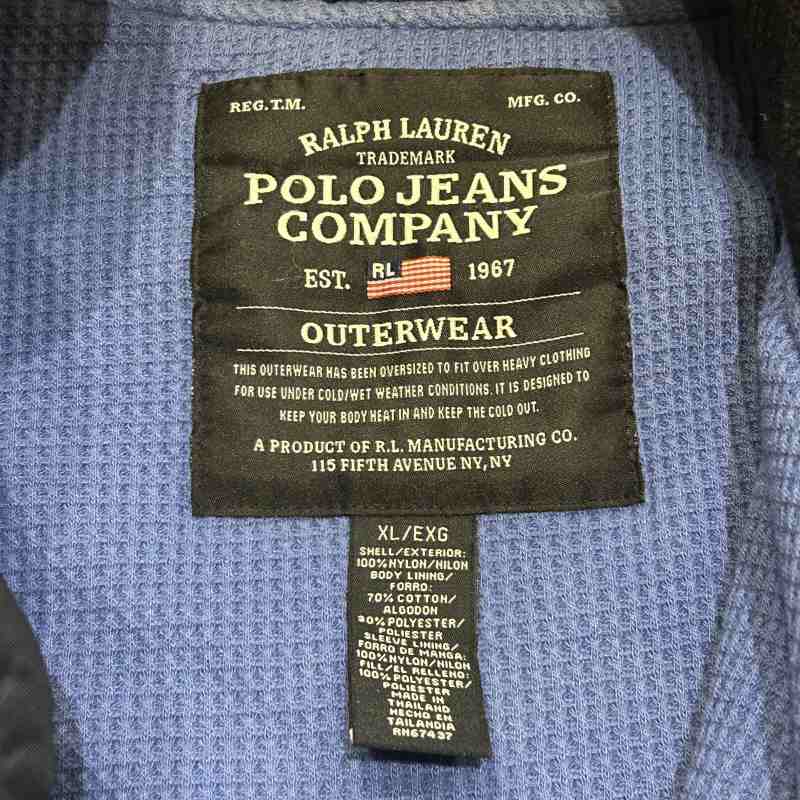 REG.T.M. MFG. CO.
RALPH LAUREN
TRADEMARK
POLO JEANS
COMPANY
EST. RL 1967
OUTERWEAR
THIS OUTERWEAR HAS BEEN OVERSIZED TO FIT OVER HEAVY CLOTHING
FOR USE UNDER COLD/WET WEATHER CONDITIONS. IT IS DESIGNED TO
KEEP YOUR BODY HEAT IN AND KEEP THE COLD OUT.
A PRODUCT OF R.L. MANUFACTURING CO.
115 FIFTH AVENUE NY, NY
XL/EXG
SHELL/EXTERIOR:
100% NYLON/NILON
BODY LINING/
FORRO:
70% COTTON/
ALGODON
30% POLYESTER/
POLIESTER
SLEEVE LINING/
FORRO DE MANGA:
100% NYLON/NILON
FILL/EL RELLENO:
100% POLYESTER/
POLIESTER
MADE IN
THAILAND
HECHO EN
TAILANDIA
RN67437